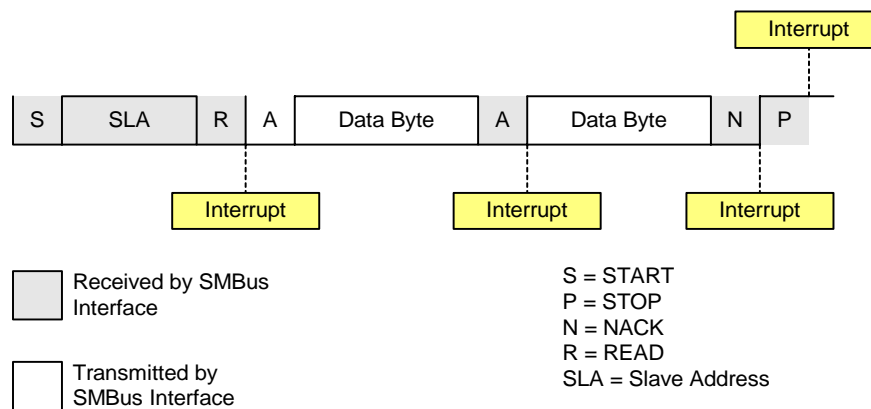 Interrupt
S SLA R A Data Byte A Data Byte N P
Interrupt Interrupt Interrupt
Received by SMBus
Interface
Transmitted by
SMBus Interface
S = START
P = STOP
N = NACK
R = READ
SLA = Slave Address